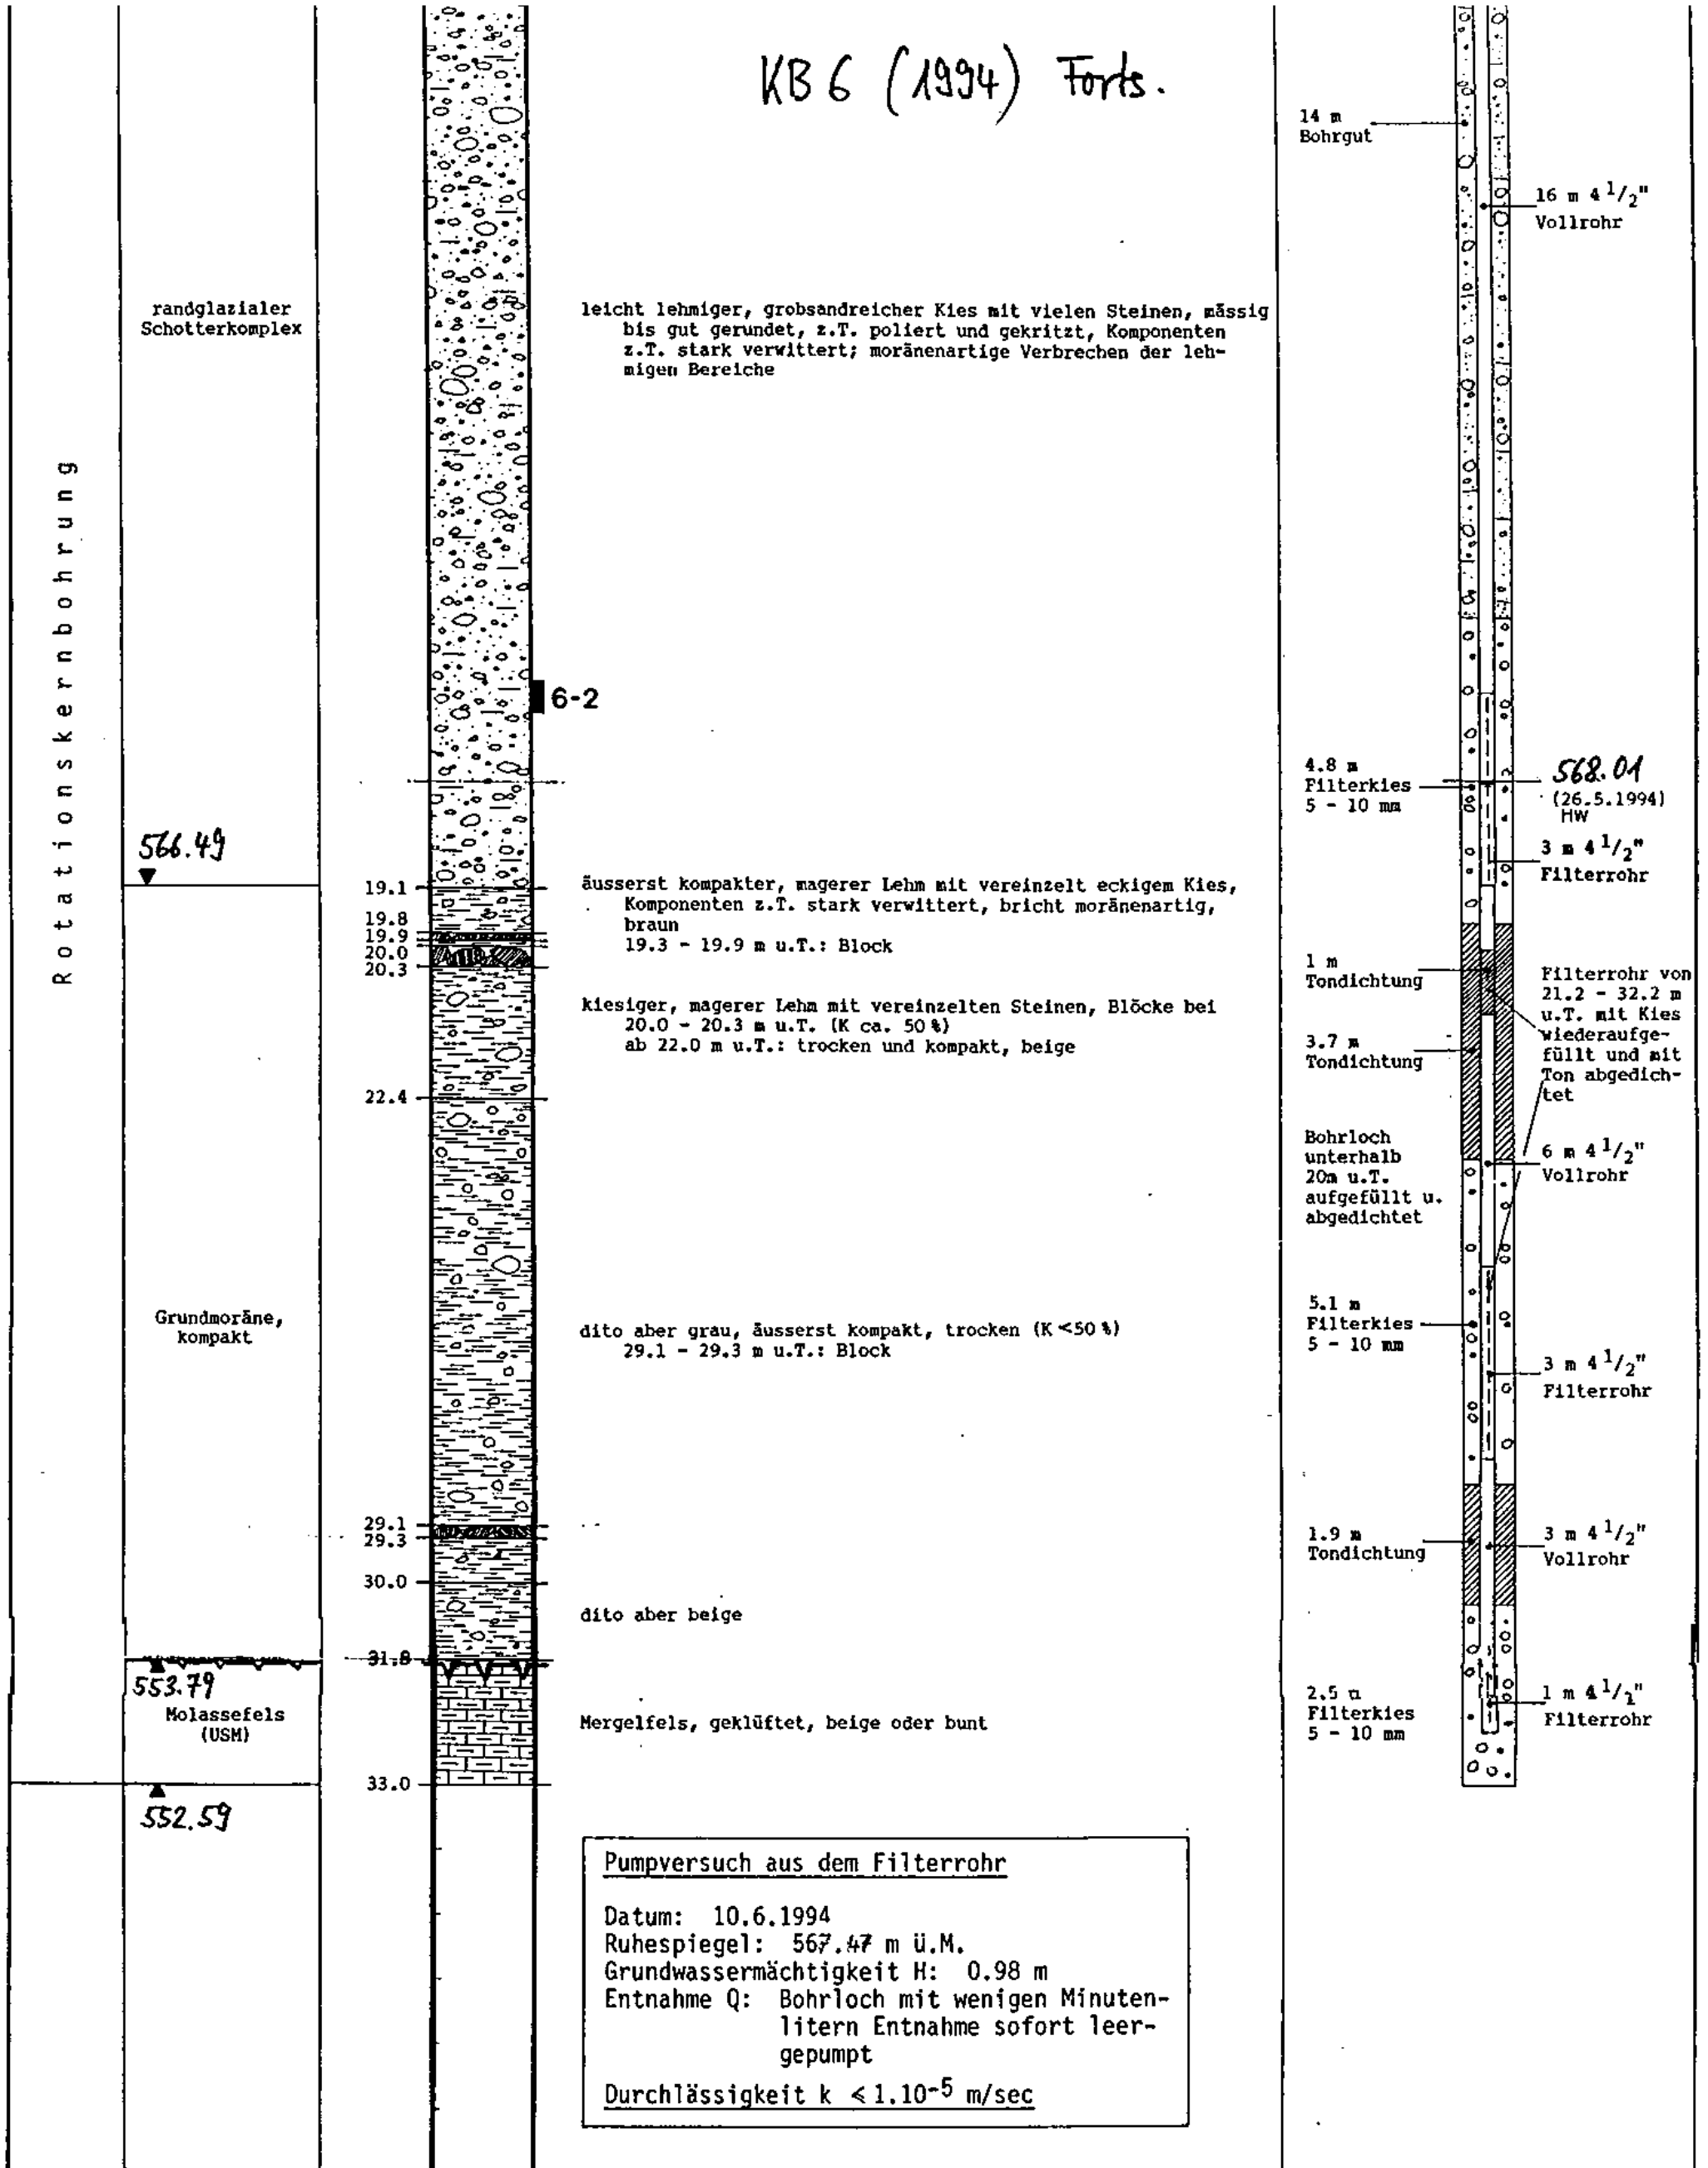 KB 6 (1994) Forts.
Rotationskernbohrung
randglazialer
Schotterkomplex
566.49
Grundmoräne,
kompakt
553.79
Molassefels
(USM)
552.59
19.1
19.8
19.9
20.0
20.3
22.4
29.1
29.3
30.0
31.8
33.0
6-2
leicht lehmiger, grobsandreicher Kies mit vielen Steinen, mässig
bis gut gerundet, z.T. poliert und gekritzt, Komponenten
z.T. stark verwittert; moränenartige Verbrechen der leh-
migen Bereiche
äusserst kompakter, magerer Lehm mit vereinzelt eckigem Kies,
Komponenten z.T. stark verwittert, bricht moränenartig,
braun
19.3 - 19.9 m u.T.: Block
kiesiger, magerer Lehm mit vereinzelten Steinen, Blöcke bei
20.0 - 20.3 m u.T. (K ca. 50 %)
ab 22.0 m u.T.: trocken und kompakt, beige
dito aber grau, äusserst kompakt, trocken (K <50 %)
29.1 - 29.3 m u.T.: Block
dito aber beige
Mergelfels, geklüftet, beige oder bunt
14 m
Bohrgut
16 m 4 1/2"
Vollrohr
4.8 m
Filterkies
5 - 10 mm
568.01
(26.5.1994)
HW
3 m 4 1/2"
Filterrohr
1 m
Tondichtung
Filterrohr von
21.2 - 32.2 m
u.T. mit Kies
wiederaufge-
füllt und mit
Ton abgedich-
tet
3.7 m
Tondichtung
Bohrloch
unterhalb
20m u.T.
aufgefüllt u.
abgedichtet
6 m 4 1/2"
Vollrohr
5.1 m
Filterkies
5 - 10 mm
3 m 4 1/2"
Filterrohr
1.9 m
Tondichtung
3 m 4 1/2"
Vollrohr
2.5 m
Filterkies
5 - 10 mm
1 m 4 1/2"
Filterrohr
Pumpversuch aus dem Filterrohr
Datum: 10.6.1994
Ruhespiegel: 567.47 m ü.M.
Grundwassermächtigkeit H: 0.98 m
Entnahme Q: Bohrloch mit wenigen Minuten-
litern Entnahme sofort leer-
gepumpt
Durchlässigkeit k ≤ 1.10⁻⁵ m/sec